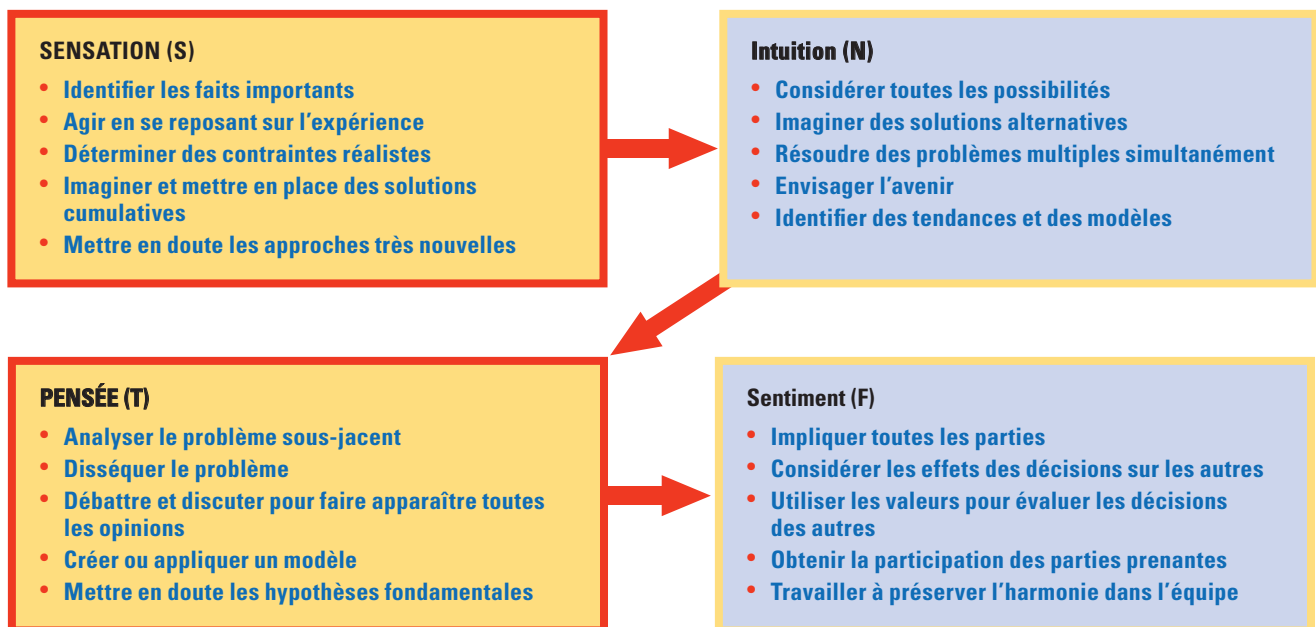 SENSATION (S)
• Identifier les faits importants
• Agir en se reposant sur l'expérience
• Déterminer des contraintes réalistes
• Imaginer et mettre en place des solutions
cumulatives
• Mettre en doute les approches très nouvelles
Intuition (N)
• Considérer toutes les possibilités
• Imaginer des solutions alternatives
• Résoudre des problèmes multiples simultanément
• Envisager l'avenir
• Identifier des tendances et des modèles
PENSÉE (T)
• Analyser le problème sous-jacent
• Disséquer le problème
• Débattre et discuter pour faire apparaître toutes
les opinions
• Créer ou appliquer un modèle
• Mettre en doute les hypothèses fondamentales
Sentiment (F)
• Impliquer toutes les parties
• Considérer les effets des décisions sur les autres
• Utiliser les valeurs pour évaluer les décisions
des autres
• Obtenir la participation des parties prenantes
• Travailler à préserver l'harmonie dans l'équipe